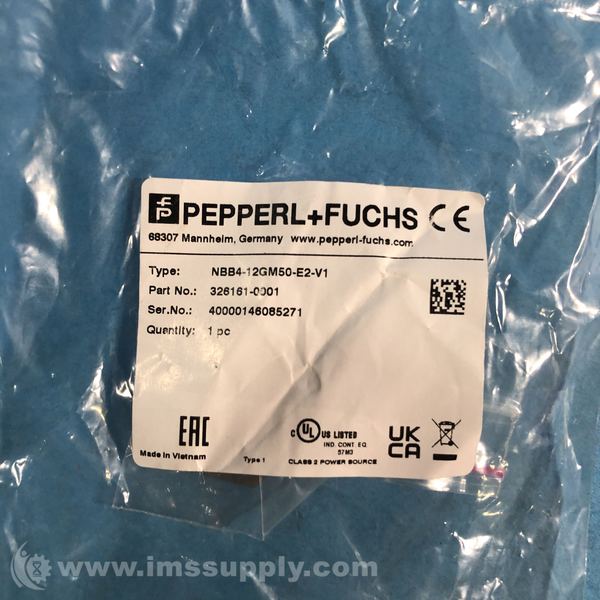 PEPPERL+FUCHS CE
68307 Mannheim, Germany www.pepperl-fuchs.com
Type: NBB4-12GM50-E2-V1
Part No.: 326161-0001
Ser.No.: 40000146085271
Quantity: 1 pc
EAC
Made in Vietnam
Type 1
C UL US LISTED
IND. CONT. EQ.
57M3
CLASS 2 POWER SOURCE
UK
CA
www.imssupply.com